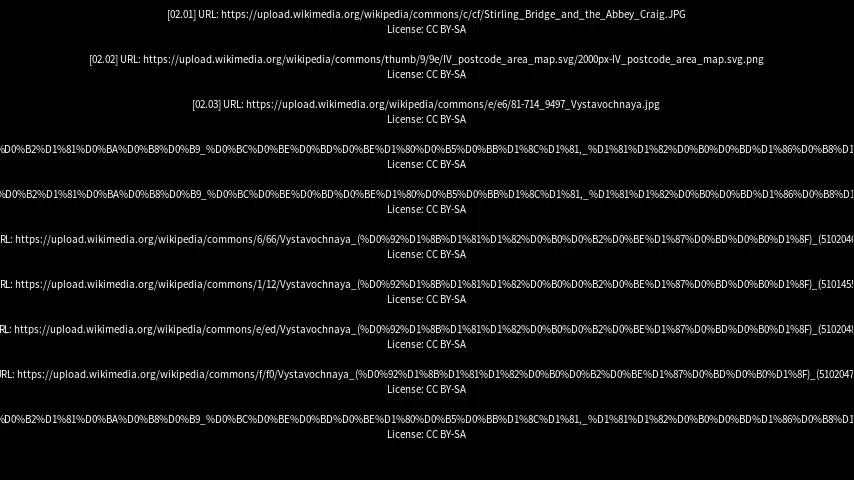 [02.01] URL: https://upload.wikimedia.org/wikipedia/commons/c/cf/Stirling_Bridge_and_the_Abbey_Craig.JPG
License: CC BY-SA
[02.02] URL: https://upload.wikimedia.org/wikipedia/commons/thumb/9/9e/IV_postcode_area_map.svg/2000px-IV_postcode_area_map.svg.png
License: CC BY-SA
[02.03] URL: https://upload.wikimedia.org/wikipedia/commons/e/e6/81-714_9497_Vystavochnaya.jpg
License: CC BY-SA
%D0%B2%D1%81%D0%BA%D0%B8%D0%B9_%D0%BC%D0%BE%D0%BD%D0%BE%D1%80%D0%B5%D0%BB%D1%8C%D1%81,_%D1%81%D1%82%D0%B0%D0%BD%D1%86%D0%B8%D1
License: CC BY-SA
%D0%B2%D1%81%D0%BA%D0%B8%D0%B9_%D0%BC%D0%BE%D0%BD%D0%BE%D1%80%D0%B5%D0%BB%D1%8C%D1%81,_%D1%81%D1%82%D0%B0%D0%BD%D1%86%D0%B8%D1
License: CC BY-SA
RL: https://upload.wikimedia.org/wikipedia/commons/6/66/Vystavochnaya_(%D0%92%D1%8B%D1%81%D1%82%D0%B0%D0%B2%D0%BE%D1%87%D0%BD%D0%B0%D1%8F)_(5102046
License: CC BY-SA
RL: https://upload.wikimedia.org/wikipedia/commons/1/12/Vystavochnaya_(%D0%92%D1%8B%D1%81%D1%82%D0%B0%D0%B2%D0%BE%D1%87%D0%BD%D0%B0%D1%8F)_(5101455
License: CC BY-SA
RL: https://upload.wikimedia.org/wikipedia/commons/e/ed/Vystavochnaya_(%D0%92%D1%8B%D1%81%D1%82%D0%B0%D0%B2%D0%BE%D1%87%D0%BD%D0%B0%D1%8F)_(5102048
License: CC BY-SA
URL: https://upload.wikimedia.org/wikipedia/commons/f/f0/Vystavochnaya_(%D0%92%D1%8B%D1%81%D1%82%D0%B0%D0%B2%D0%BE%D1%87%D0%BD%D0%B0%D1%8F)_(5102047
License: CC BY-SA
%D0%B2%D1%81%D0%BA%D0%B8%D0%B9_%D0%BC%D0%BE%D0%BD%D0%BE%D1%80%D0%B5%D0%BB%D1%8C%D1%81,_%D1%81%D1%82%D0%B0%D0%BD%D1%86%D0%B8%D1
License: CC BY-SA